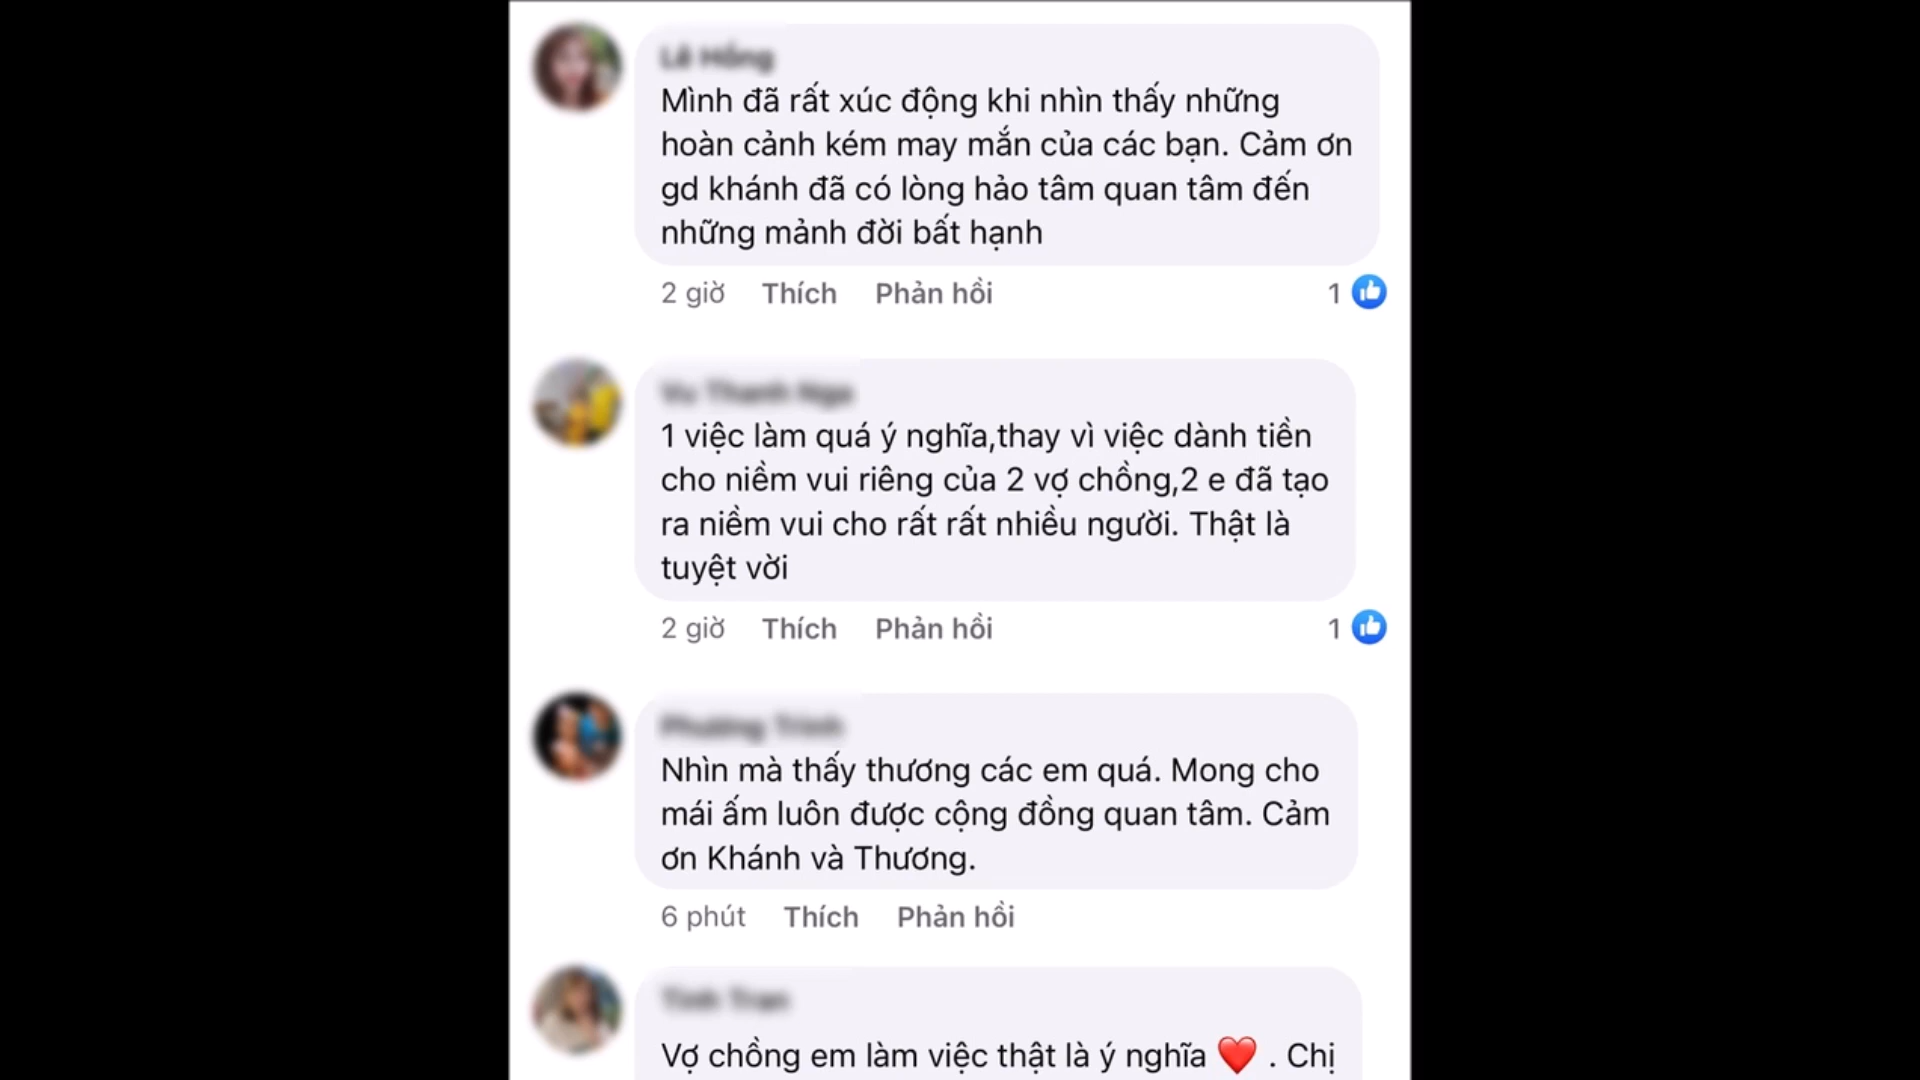 Mình đã rất xúc động khi nhìn thấy những
hoàn cảnh kém may mắn của các bạn. Cảm ơn
gd khánh đã có lòng hảo tâm quan tâm đến
những mảnh đời bất hạnh
2 giờ Thích Phản hồi 1
1 việc làm quá ý nghĩa,thay vì việc dành tiền
cho niềm vui riêng của 2 vợ chồng,2 e đã tạo
ra niềm vui cho rất rất nhiều người. Thật là
tuyệt vời
2 giờ Thích Phản hồi 1
Nhìn mà thấy thương các em quá. Mong cho
mái ấm luôn được cộng đồng quan tâm. Cảm
ơn Khánh và Thương.
6 phút Thích Phản hồi
Vợ chồng em làm việc thật là ý nghĩa ❤️ . Chị